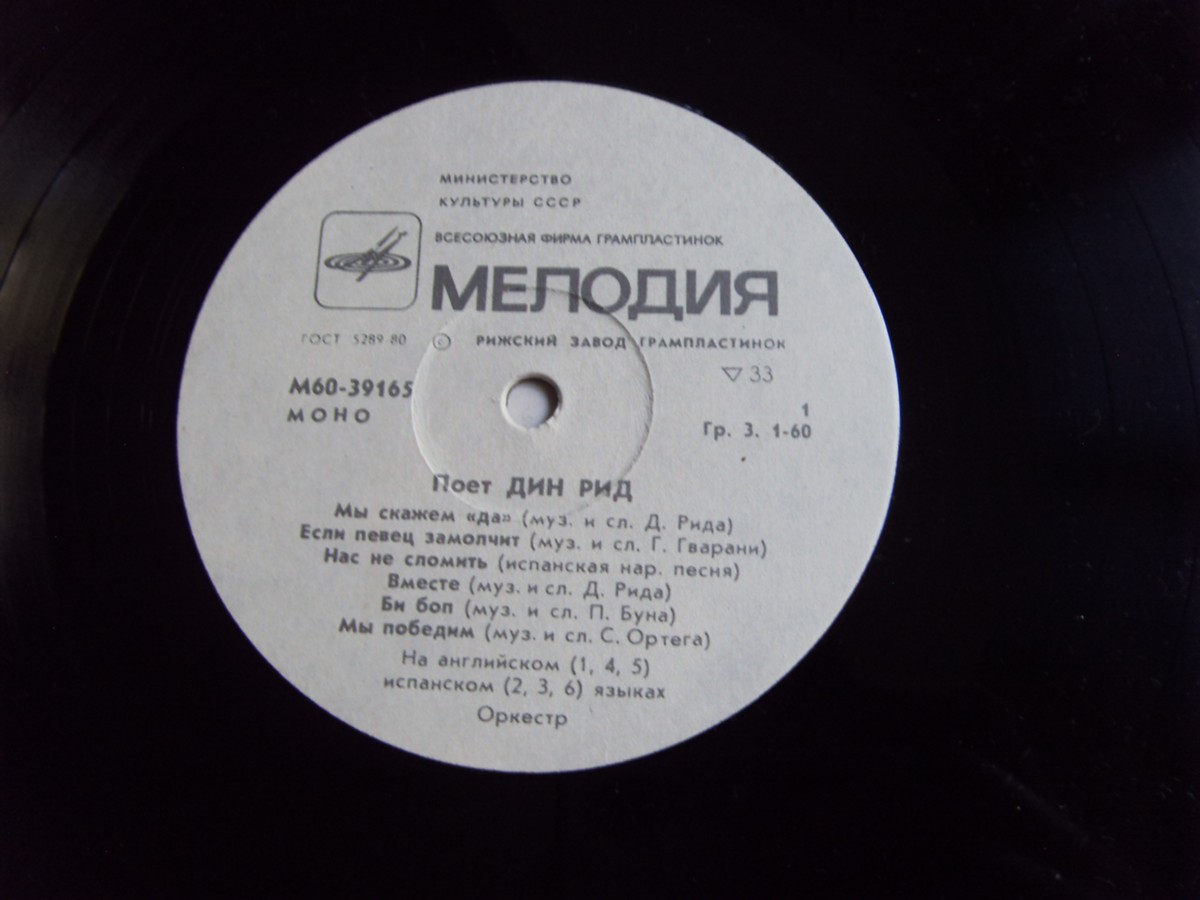 МИНИСТЕРСТВО
КУЛЬТУРЫ СССР
ВСЕСОЮЗНАЯ ФИРМА ГРАМПЛАСТИНОК
МЕЛОДИЯ
ГОСТ 5289-80 © РИЖСКИЙ ЗАВОД ГРАМПЛАСТИНОК
▽ 33
М60-39165
МОНО
1
Гр. 3. 1-60
Поет ДИН РИД
Мы скажем «да» (муз. и сл. Д. Рида)
Если певец замолчит (муз. и сл. Г. Гварани)
Нас не сломить (испанская нар. песня)
Вместе (муз. и сл. Д. Рида)
Би боп (муз. и сл. П. Буна)
Мы победим (муз. и сл. С. Ортега)
На английском (1, 4, 5)
испанском (2, 3, 6) языках
Оркестр